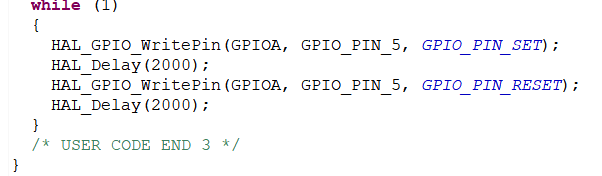 while (1)
{
HAL_GPIO_WritePin(GPIOA, GPIO_PIN_5, GPIO_PIN_SET);
HAL_Delay(2000);
HAL_GPIO_WritePin(GPIOA, GPIO_PIN_5, GPIO_PIN_RESET);
HAL_Delay(2000);
}
/* USER CODE END 3 */
}